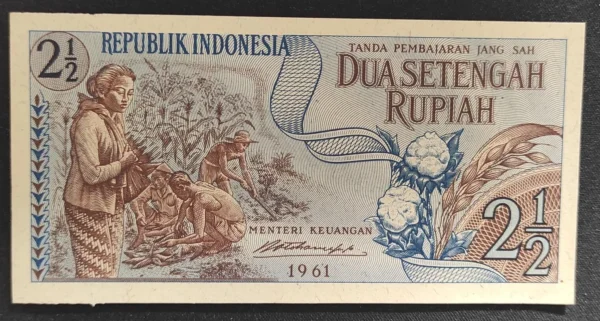 2½
REPUBLIK INDONESIA
TANDA PEMBAJARAN JANG SAH
DUA SETENGAH
RUPIAH
MENTERI KEUANGAN
1961
2½